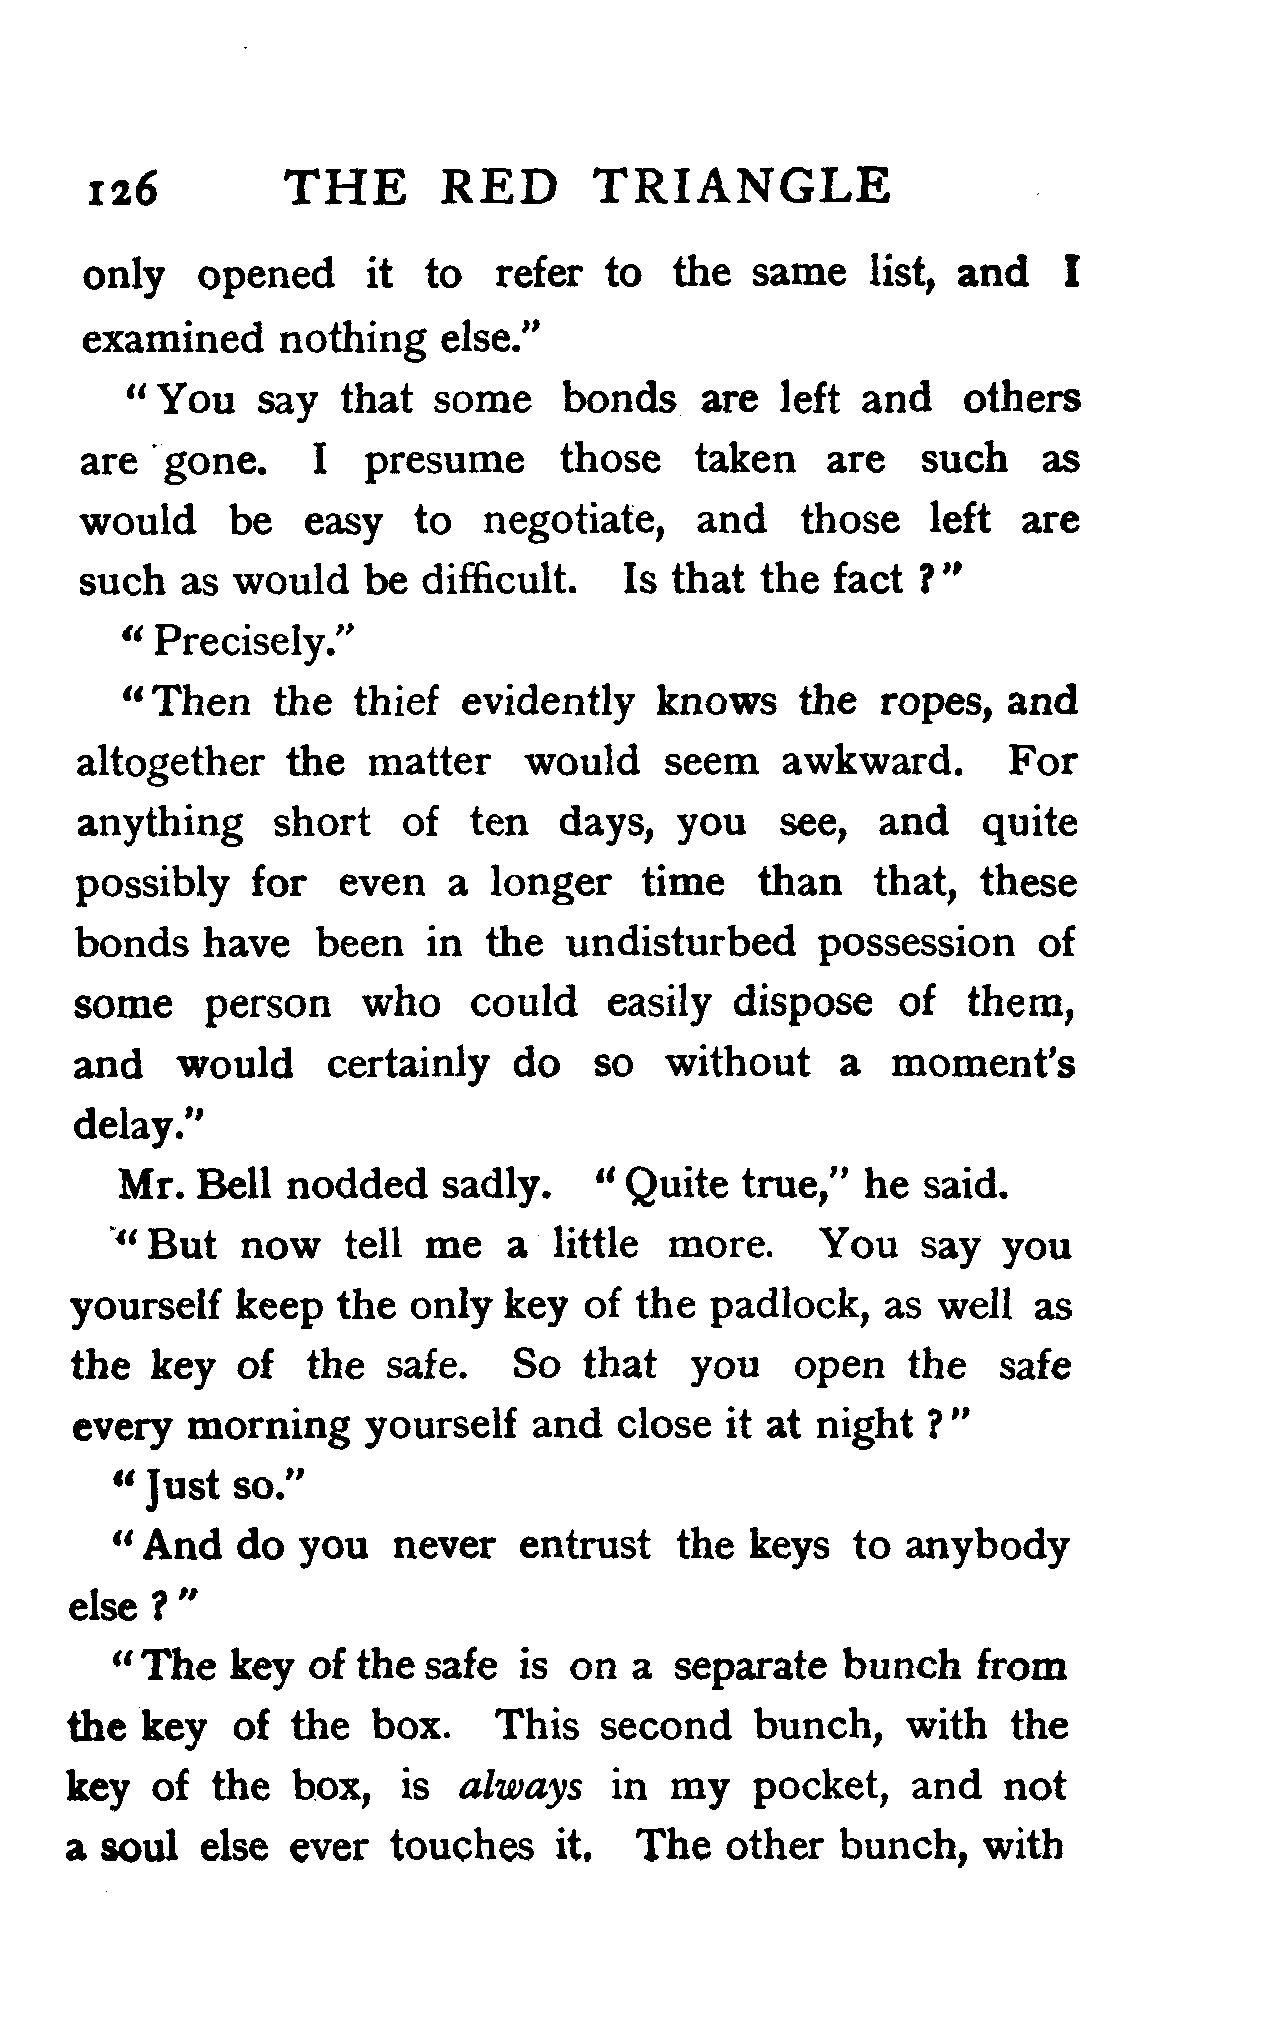 126 THE RED TRIANGLE
only opened it to refer to the same list, and I
examined nothing else."
"You say that some bonds are left and others
are gone. I presume those taken are such as
would be easy to negotiate, and those left are
such as would be difficult. Is that the fact ?"
"Precisely."
"Then the thief evidently knows the ropes, and
altogether the matter would seem awkward. For
anything short of ten days, you see, and quite
possibly for even a longer time than that, these
bonds have been in the undisturbed possession of
some person who could easily dispose of them,
and would certainly do so without a moment's
delay."
Mr. Bell nodded sadly. "Quite true," he said.
"But now tell me a little more. You say you
yourself keep the only key of the padlock, as well as
the key of the safe. So that you open the safe
every morning yourself and close it at night ?"
"Just so."
"And do you never entrust the keys to anybody
else ?"
"The key of the safe is on a separate bunch from
the key of the box. This second bunch, with the
key of the box, is always in my pocket, and not
a soul else ever touches it. The other bunch, with